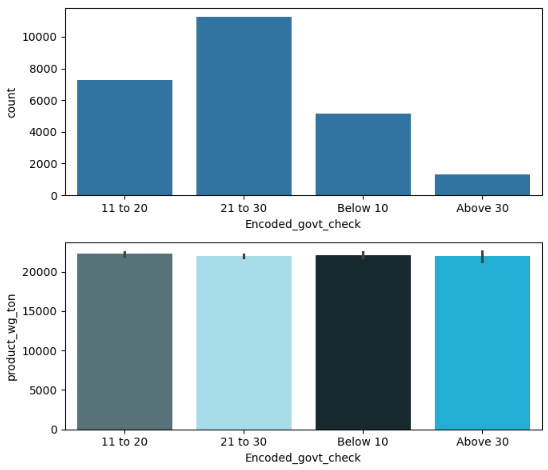 10000
8000
6000
4000
2000
0
count
11 to 20 21 to 30 Below 10 Above 30
Encoded_govt_check
20000
15000
10000
5000
0
product_wg_ton
11 to 20 21 to 30 Below 10 Above 30
Encoded_govt_check